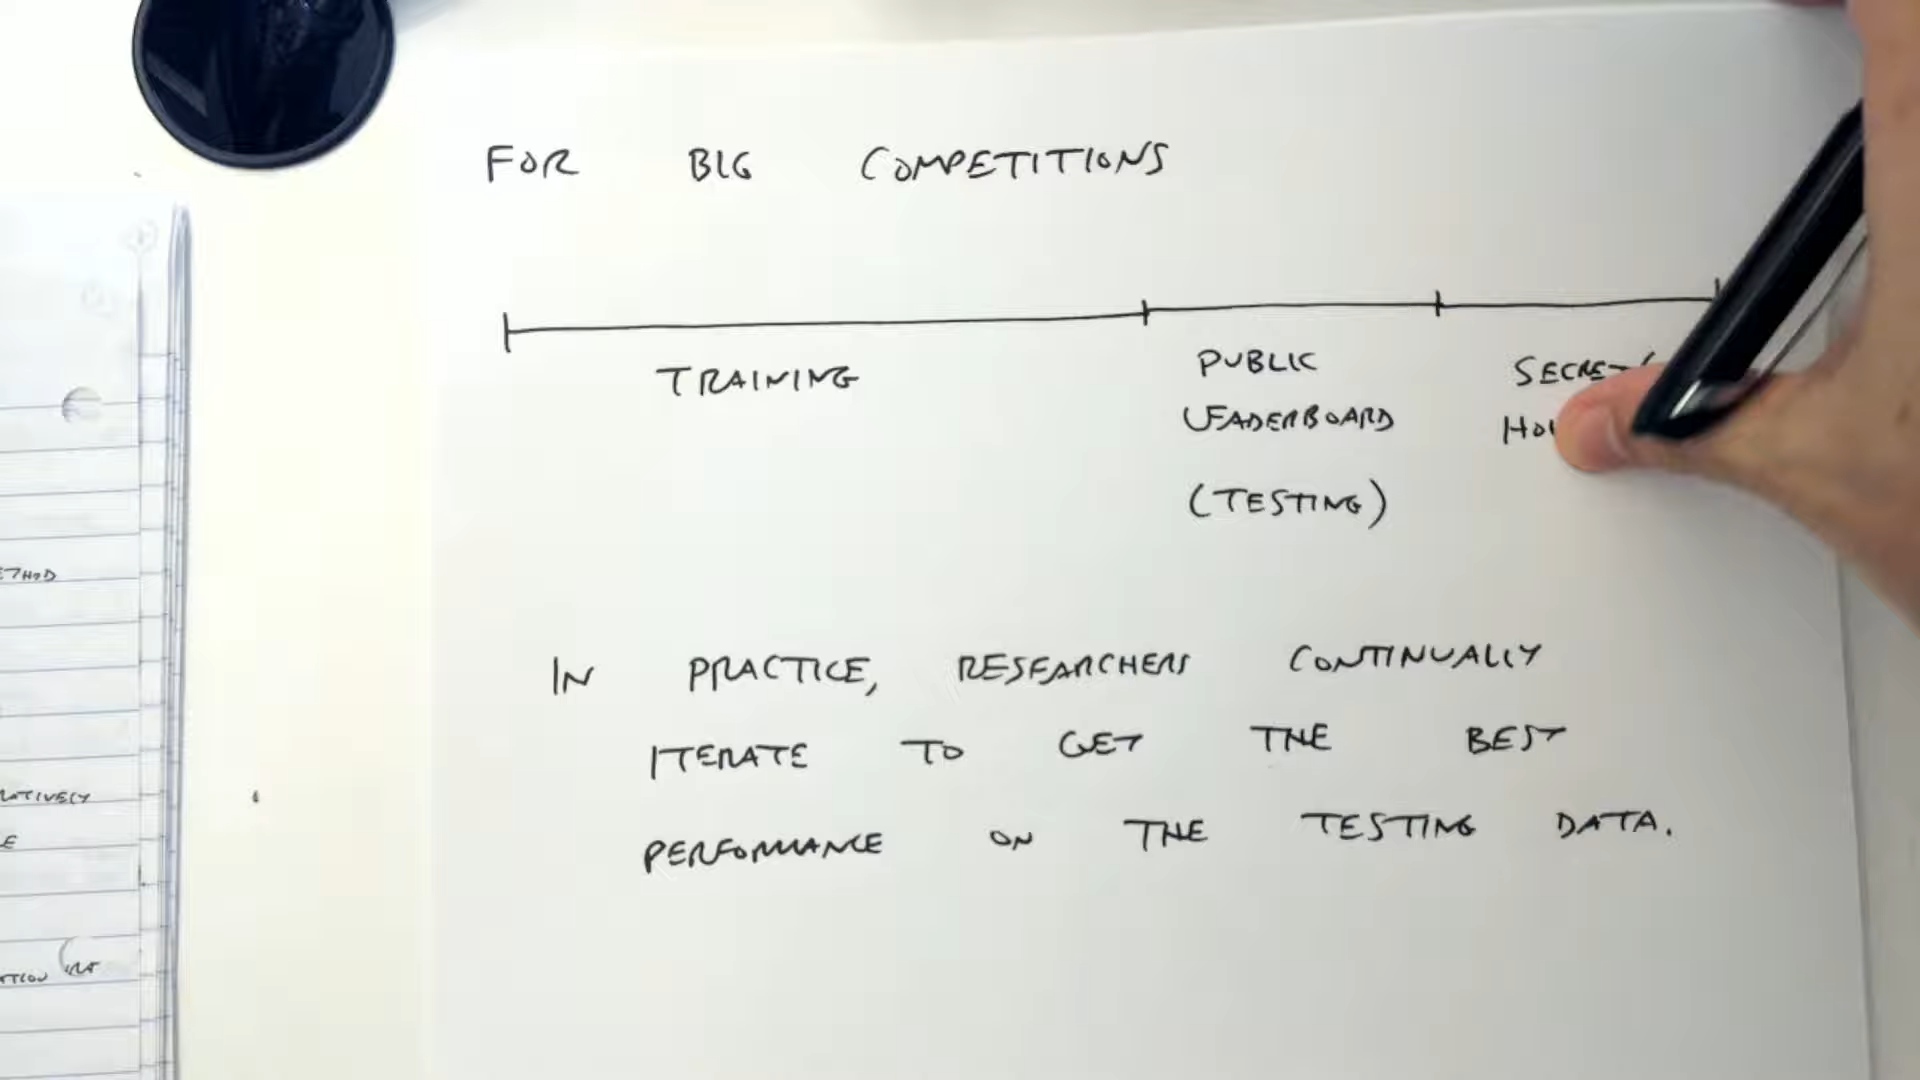 FOR BIG COMPETITIONS
TRAINING
PUBLIC
LEADERBOARD
(TESTING)
SECRET
IN PRACTICE, RESEARCHERS CONTINUALLY
ITERATE TO GET THE BEST
PERFORMANCE ON THE TESTING DATA.